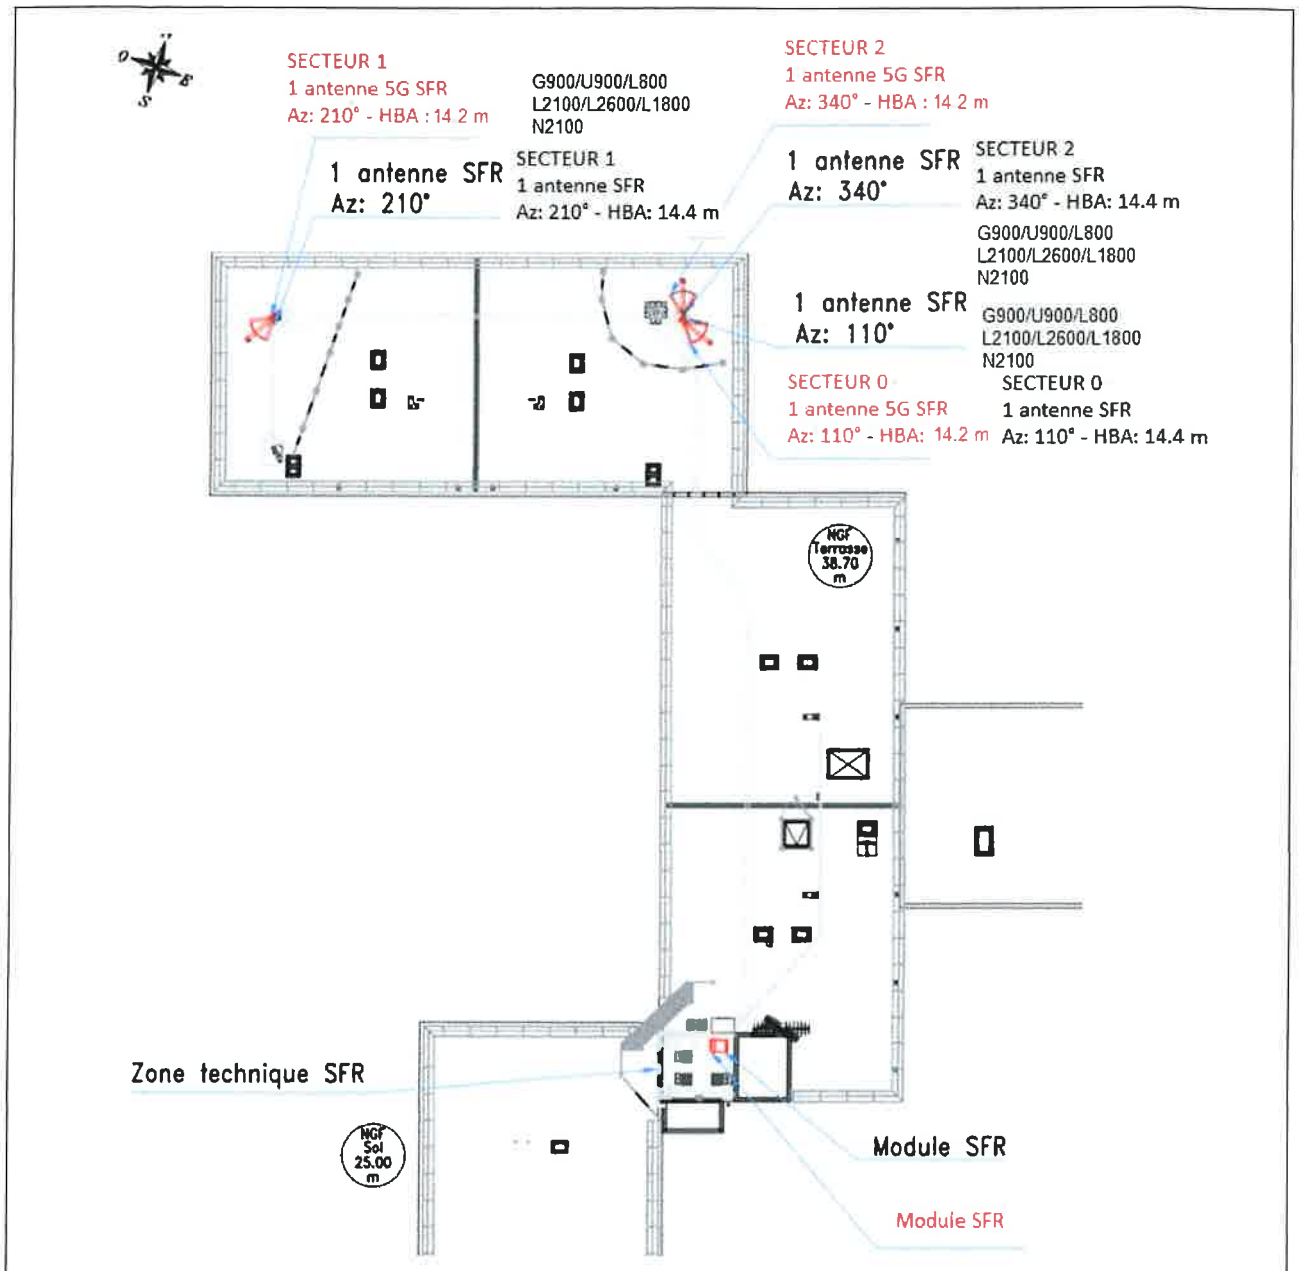 O
E
S
SECTEUR 1
1 antenne 5G SFR
Az: 210° - HBA : 14.2 m
G900/U900/L800
L2100/L2600/L1800
N2100
1 antenne SFR
Az: 210°
SECTEUR 1
1 antenne SFR
Az: 210° - HBA: 14.4 m
SECTEUR 2
1 antenne 5G SFR
Az: 340° - HBA : 14.2 m
1 antenne SFR
Az: 340°
SECTEUR 2
1 antenne SFR
Az: 340° - HBA: 14.4 m
G900/U900/L800
L2100/L2600/L1800
N2100
1 antenne SFR
Az: 110°
G900/U900/L800
L2100/L2600/L1800
N2100
SECTEUR 0
1 antenne 5G SFR
Az: 110° - HBA: 14.2 m
SECTEUR 0
1 antenne SFR
Az: 110° - HBA: 14.4 m
NGF
Terrasse
38.70
m
Zone technique SFR
NGF
Sol
25.00
m
Module SFR
Module SFR